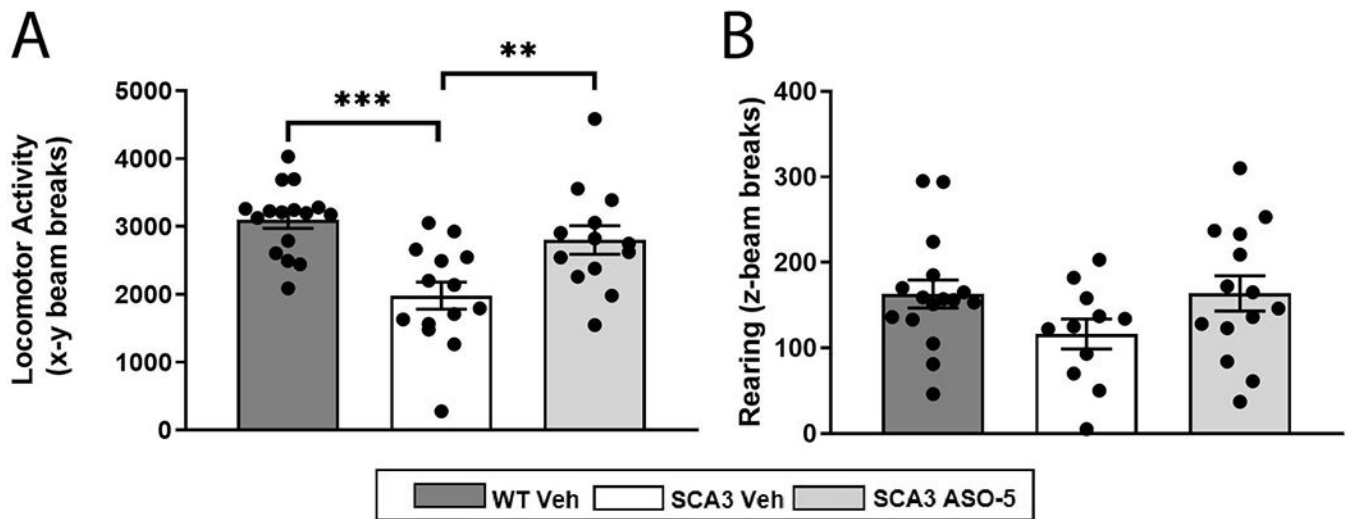 A
Locomotor Activity
(x-y beam breaks)
5000
4000
3000
2000
1000
0
***
**
B
Rearing (z-beam breaks)
400
300
200
100
0
WT Veh
SCA3 Veh
SCA3 ASO-5